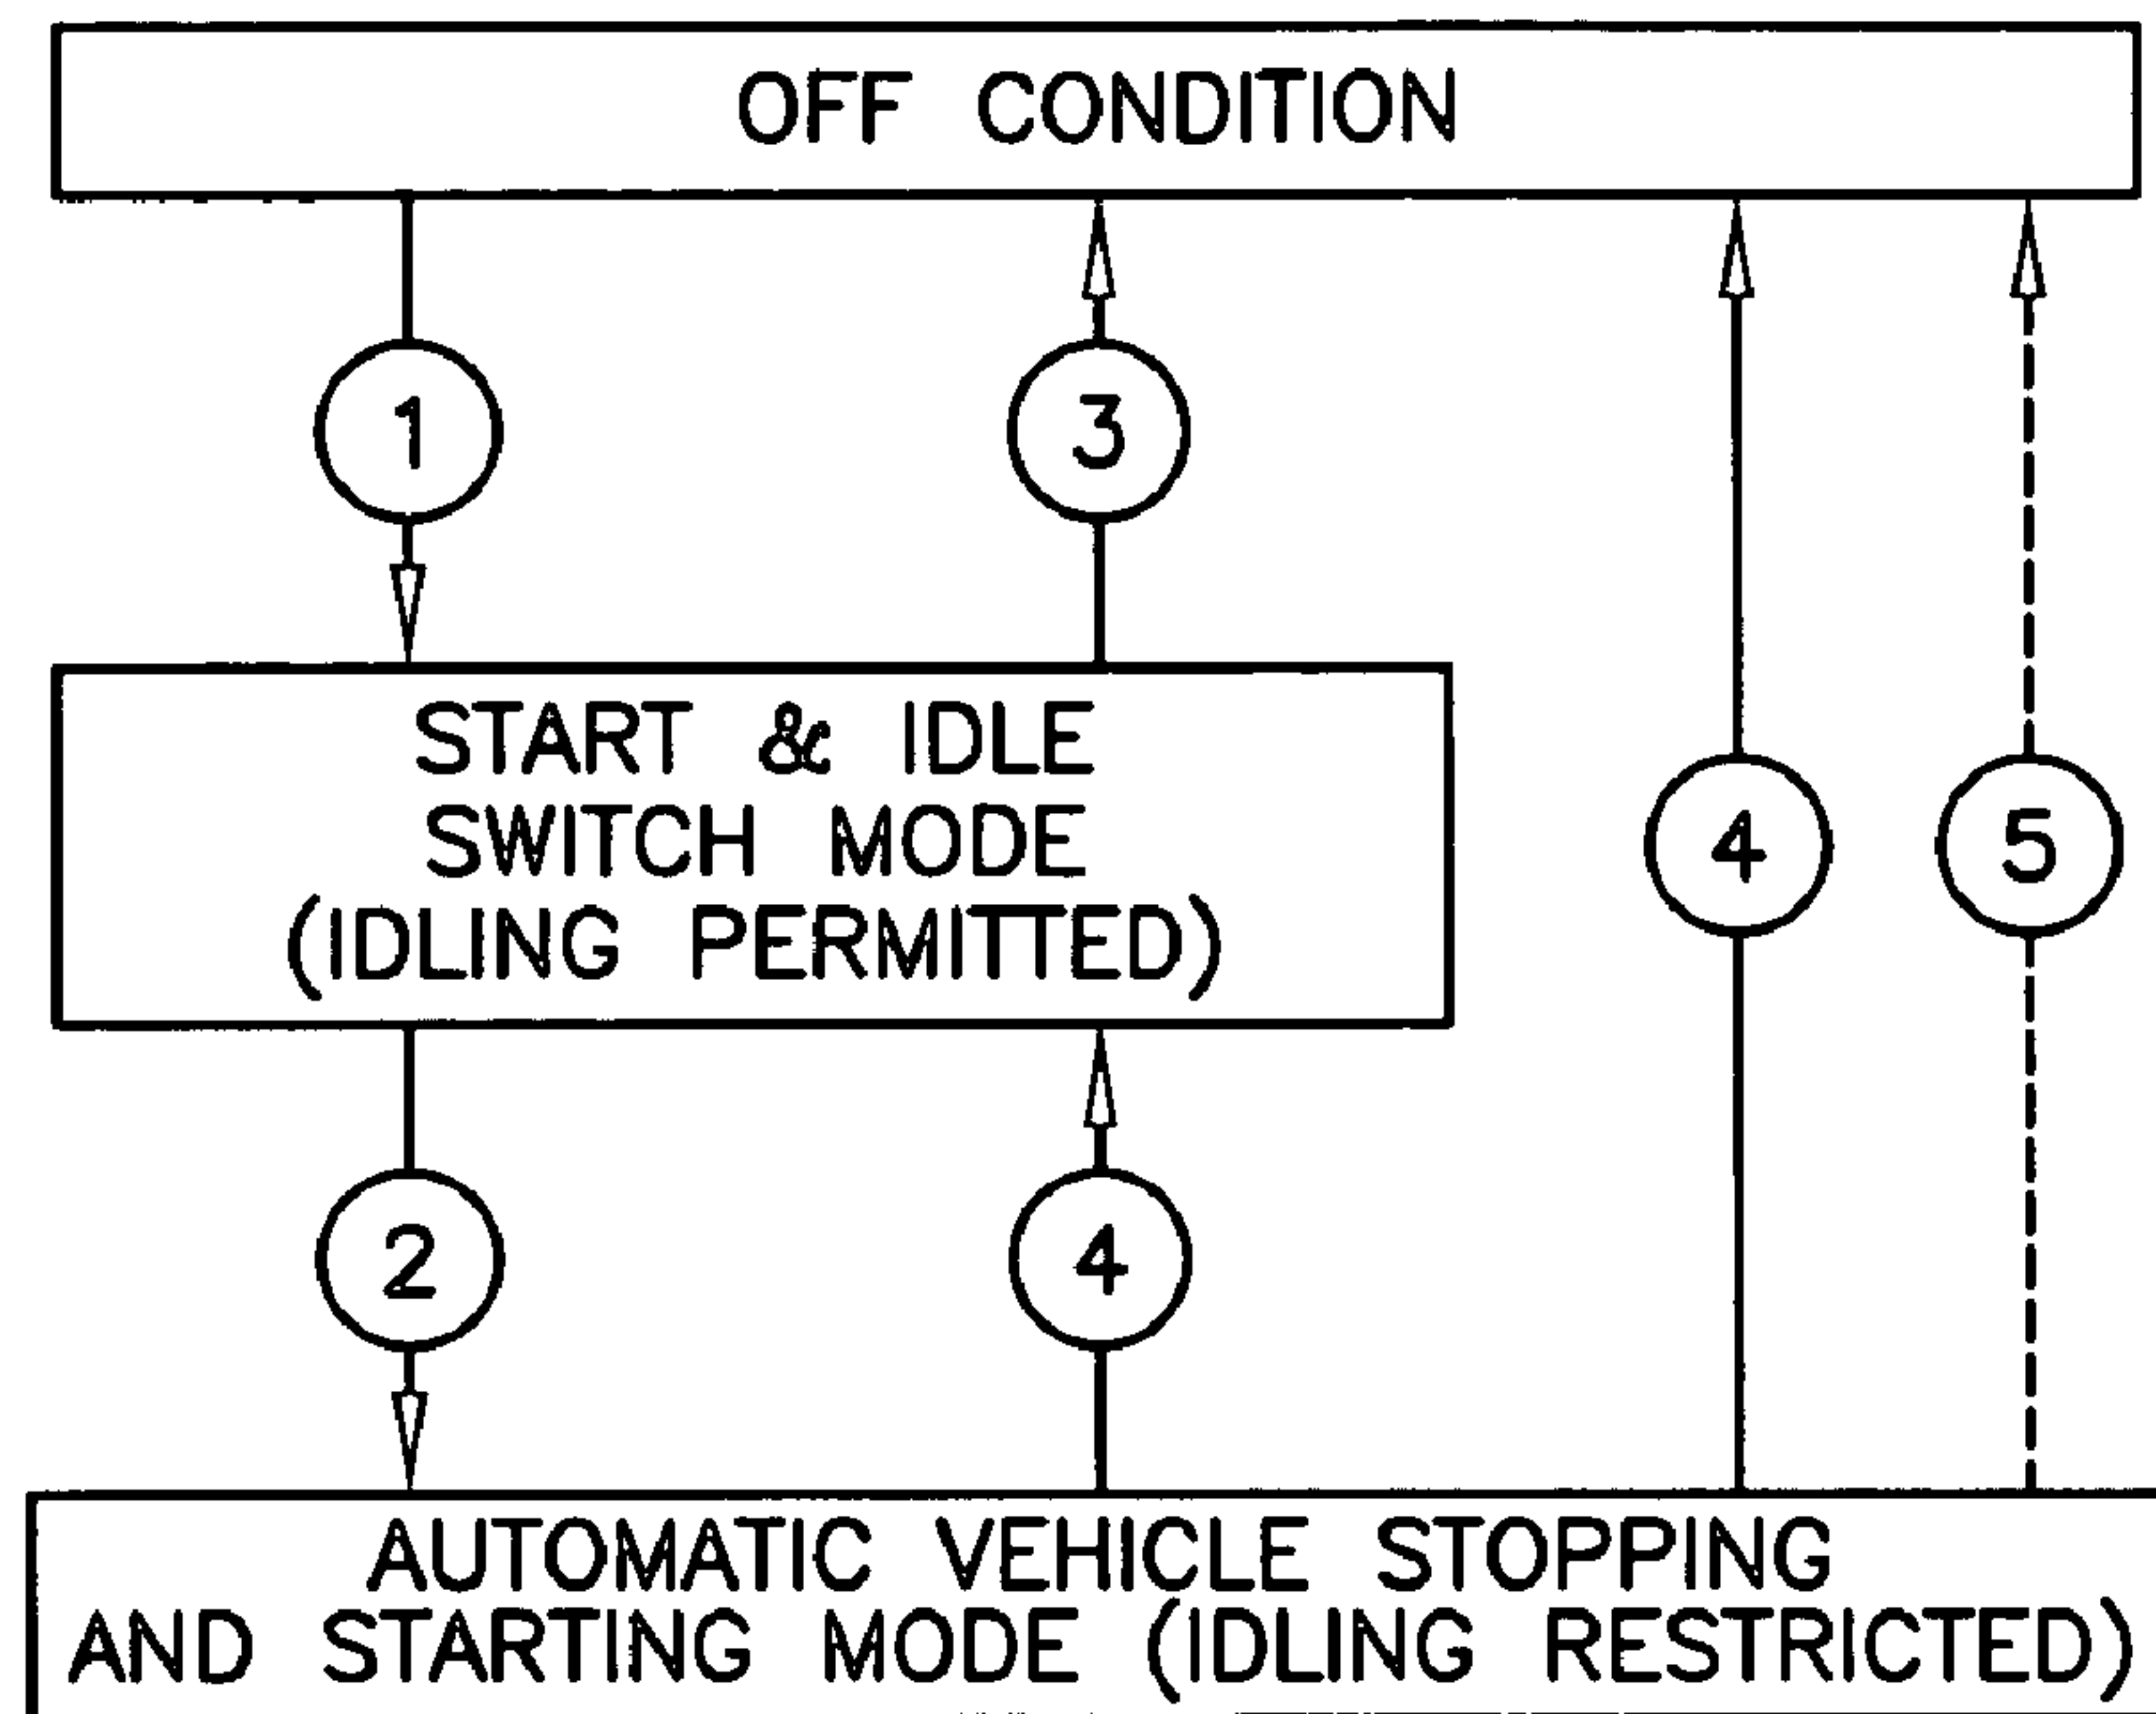 OFF CONDITION
1
3
START & IDLE
SWITCH MODE
(IDLING PERMITTED)
4
5
2
4
AUTOMATIC VEHICLE STOPPING
AND STARTING MODE (IDLING RESTRICTED)